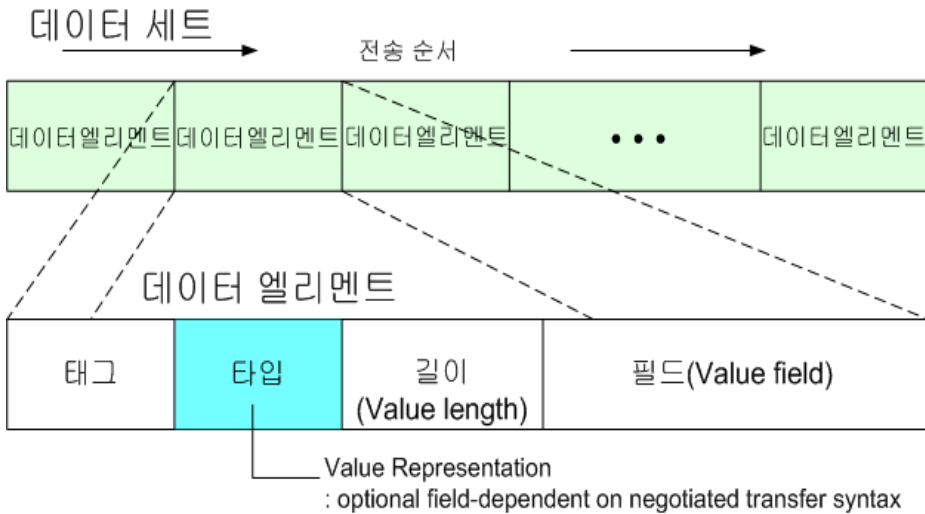 데이터 세트
전송 순서
데이터엘리멘트 데이터엘리멘트 데이터엘리멘트 ••• 데이터엘리멘트
데이터 엘리멘트
태그 타입 길이 필드(Value field)
(Value length)
Value Representation
: optional field-dependent on negotiated transfer syntax